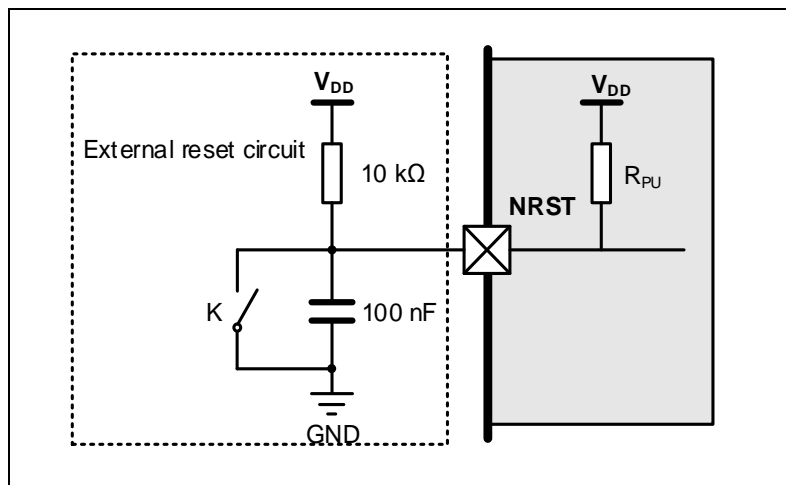 V_DD
External reset circuit
10 kΩ
K
100 nF
GND
NRST
V_DD
R_PU